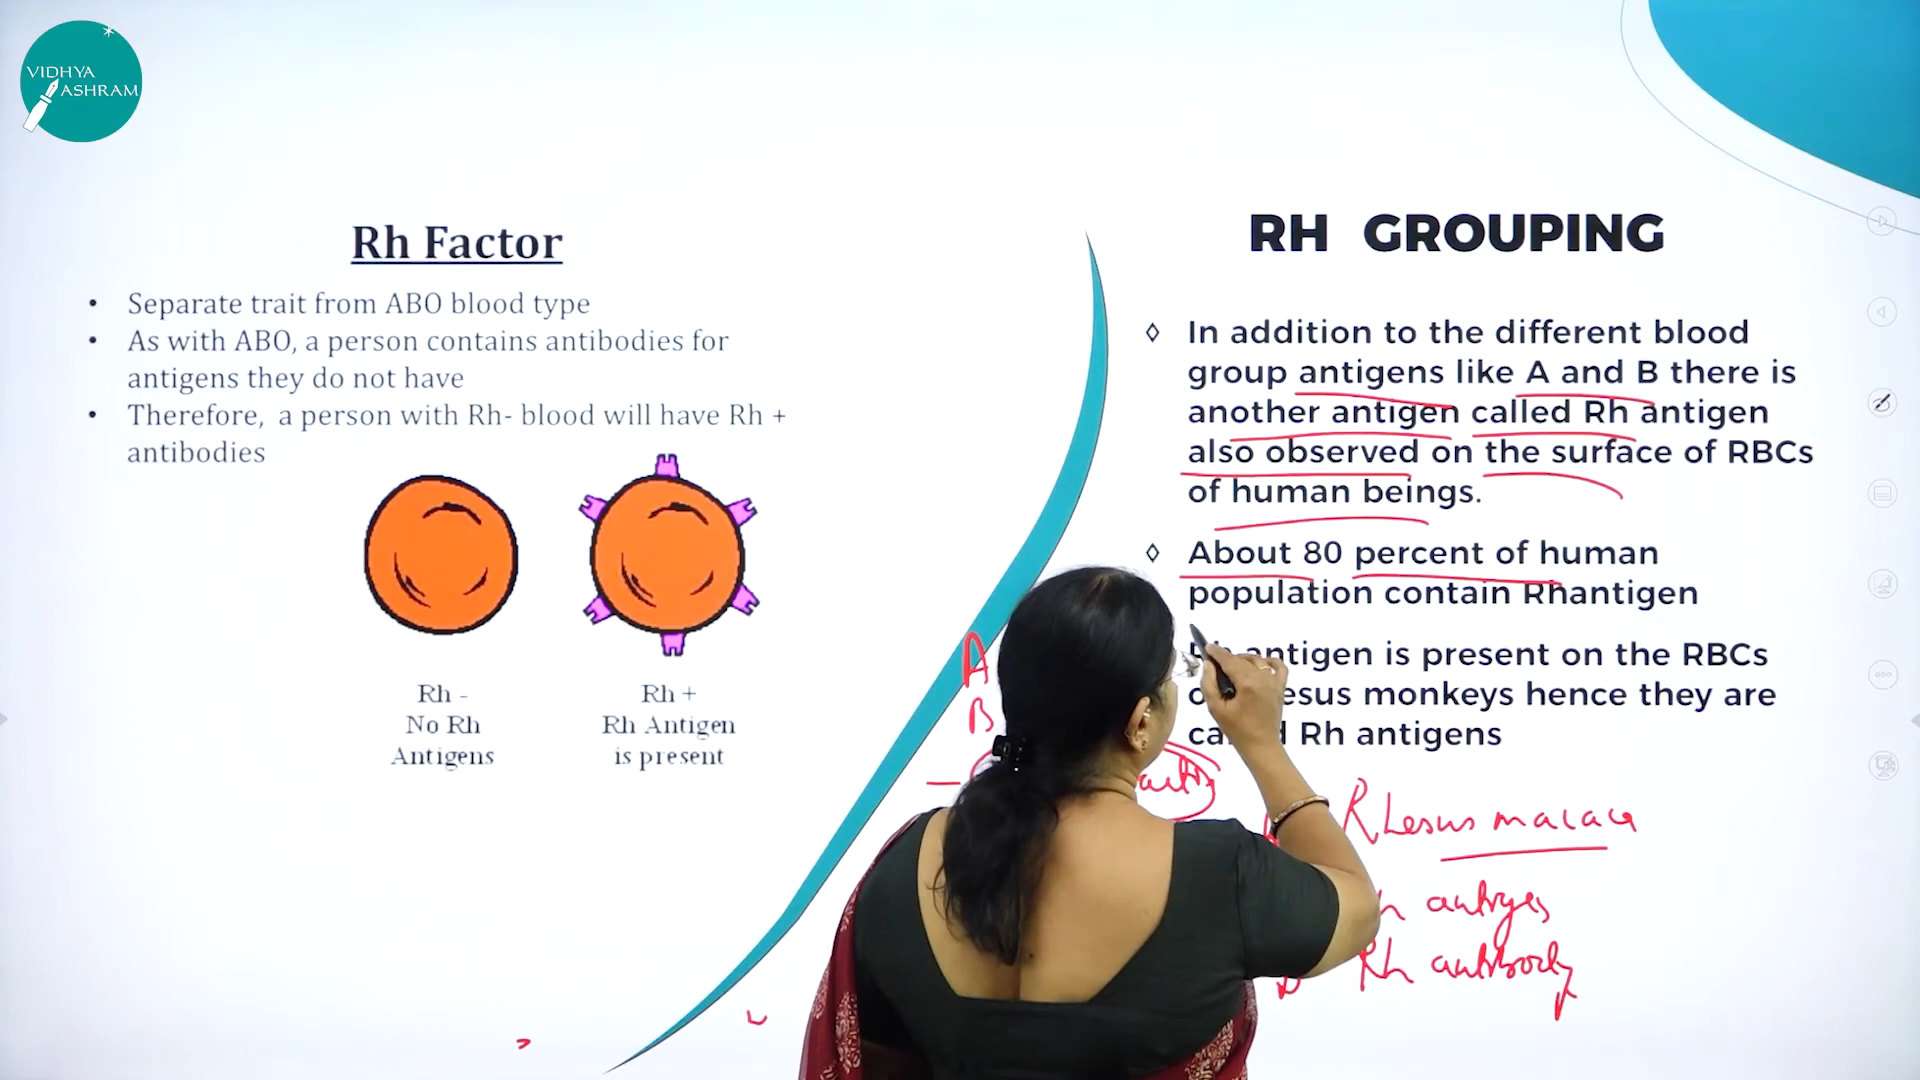 VIDHYA
ASHRAM
Rh Factor
• Separate trait from ABO blood type
• As with ABO, a person contains antibodies for
antigens they do not have
• Therefore, a person with Rh- blood will have Rh +
antibodies
Rh -
No Rh
Antigens
Rh +
Rh Antigen
is present
RH GROUPING
◊ In addition to the different blood
group antigens like A and B there is
another antigen called Rh antigen
also observed on the surface of RBCs
of human beings.
◊ About 80 percent of human
population contain Rhantigen
antigen is present on the RBCs
monkeys hence they are
Rh antigens
A
B
Rhesus macaca
Rh antibody